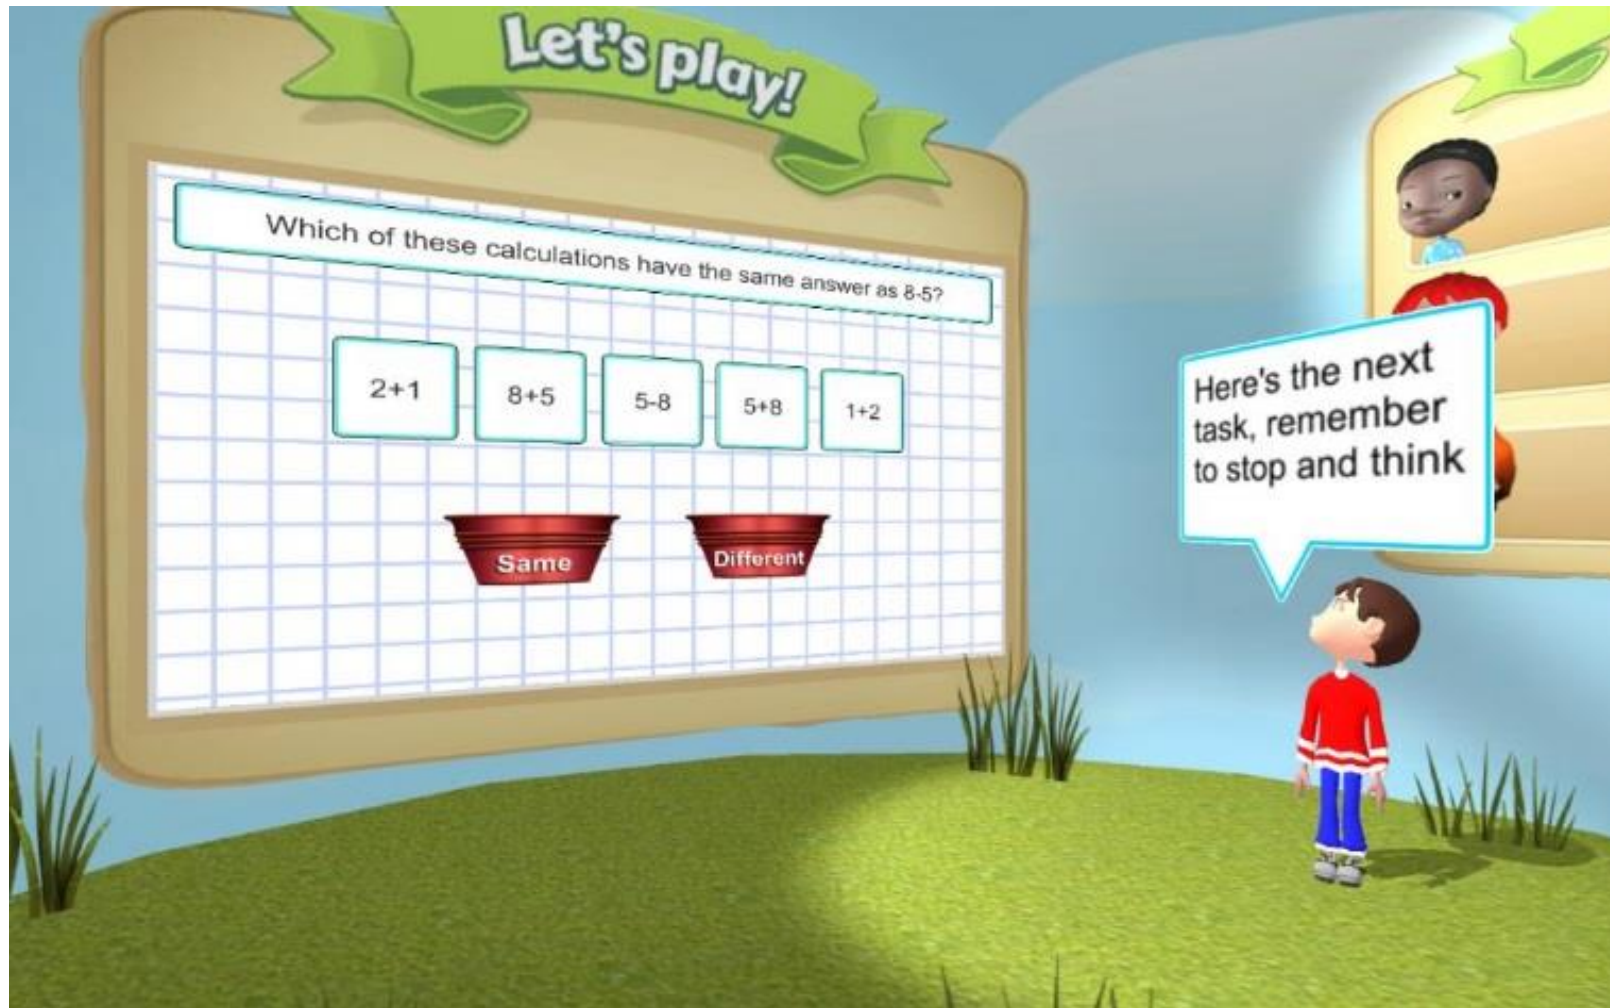 Let's play!
Which of these calculations have the same answer as 8-5?
2+1
8+5
5-8
5+8
1+2
Same
Different
Here's the next
task, remember
to stop and think